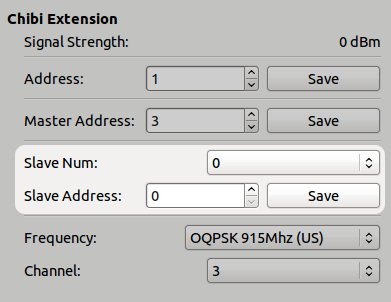 Chibi Extension
Signal Strength: 0 dBm
Address: 1 Save
Master Address: 3 Save
Slave Num: 0
Slave Address: 0 Save
Frequency: OQPSK 915Mhz (US)
Channel: 3